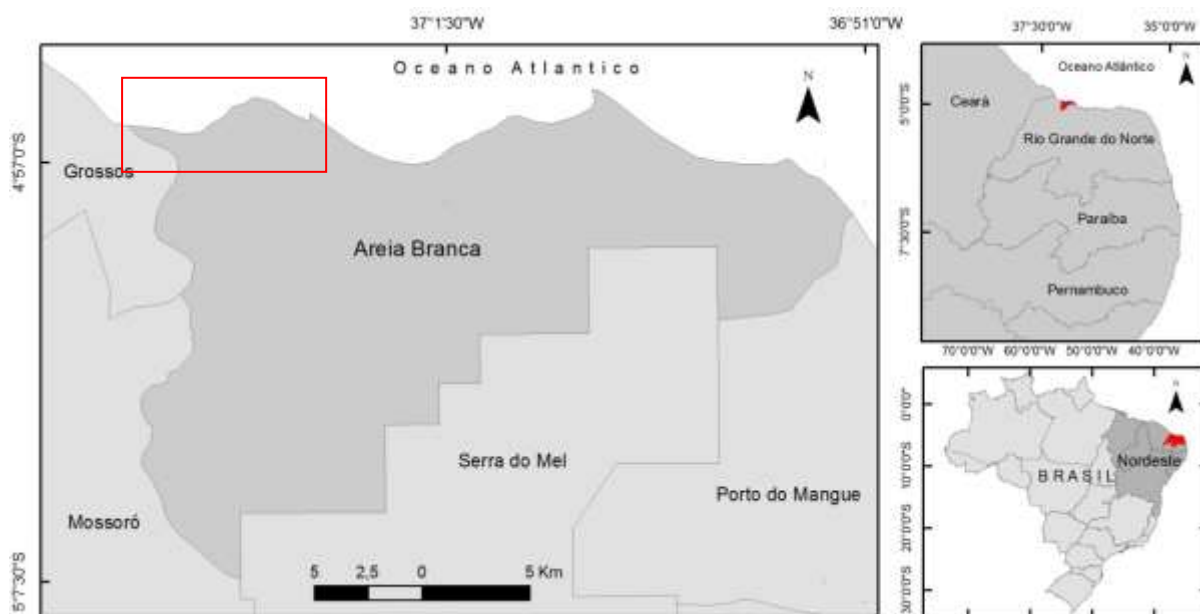 37°1'30"W
36°51'0"W
Oceano Atlantico
N
4°57'0"S
Grossos
Areia Branca
Serra do Mel
Porto do Mangue
Mossoró
5 2,5 0 5 Km
5°7'30"S
37°30'0"W
35°0'0"W
Oceano Atlântico
N
Ceará
5°0'0"S
Rio Grande do Norte
Paraíba
7°30'0"S
Pernambuco
70°0'0"W
60°0'0"W
50°0'0"W
40°0'0"W
N
0°0'0"
Nordeste
10°0'0"S
BRASIL
20°0'0"S
30°0'0"S